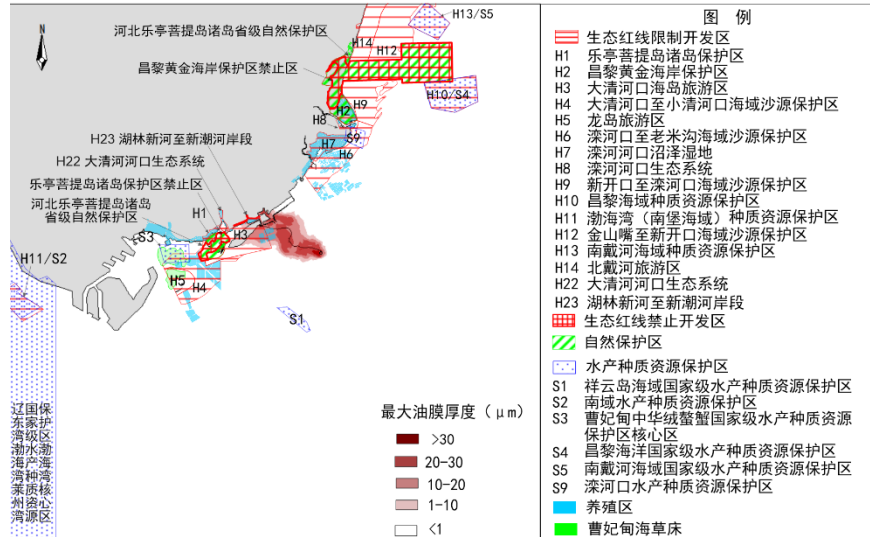 N
河北乐亭菩提岛诸岛省级自然保护区
昌黎黄金海岸保护区禁止区
H14
H12
H13/S5
H10/S4
H2
H9
H8
S9
H7
H6
H23 湖林新河至新潮河岸段
H22 大清河河口生态系统
乐亭菩提岛诸岛保护区禁止区
河北乐亭菩提岛诸岛
省级自然保护区
H1
H3
S3
H5
H4
H11/S2
S1
辽国保
东家护
湾级区
渤水渤
海产海
湾种湾
莱质核
州资心
湾源区
最大油膜厚度（μm）
>30
20-30
10-20
1-10
<1
图 例
生态红线限制开发区
H1 乐亭菩提岛诸岛保护区
H2 昌黎黄金海岸保护区
H3 大清河口海岛旅游区
H4 大清河口至小清河口海域沙源保护区
H5 龙岛旅游区
H6 滦河口至老米沟海域沙源保护区
H7 滦河河口沼泽湿地
H8 滦河河口生态系统
H9 新开口至滦河口海域沙源保护区
H10 昌黎海域种质资源保护区
H11 渤海湾（南堡海域）种质资源保护区
H12 金山嘴至新开口海域沙源保护区
H13 南戴河海域种质资源保护区
H14 北戴河旅游区
H22 大清河河口生态系统
H23 湖林新河至新潮河岸段
生态红线禁止开发区
自然保护区
水产种质资源保护区
S1 祥云岛海域国家级水产种质资源保护区
S2 南域水产种质资源保护区
S3 曹妃甸中华绒螯蟹国家级水产种质资源
保护区核心区
S4 昌黎海洋国家级水产种质资源保护区
S5 南戴河海域国家级水产种质资源保护区
S9 滦河口水产种质资源保护区
养殖区
曹妃甸海草床